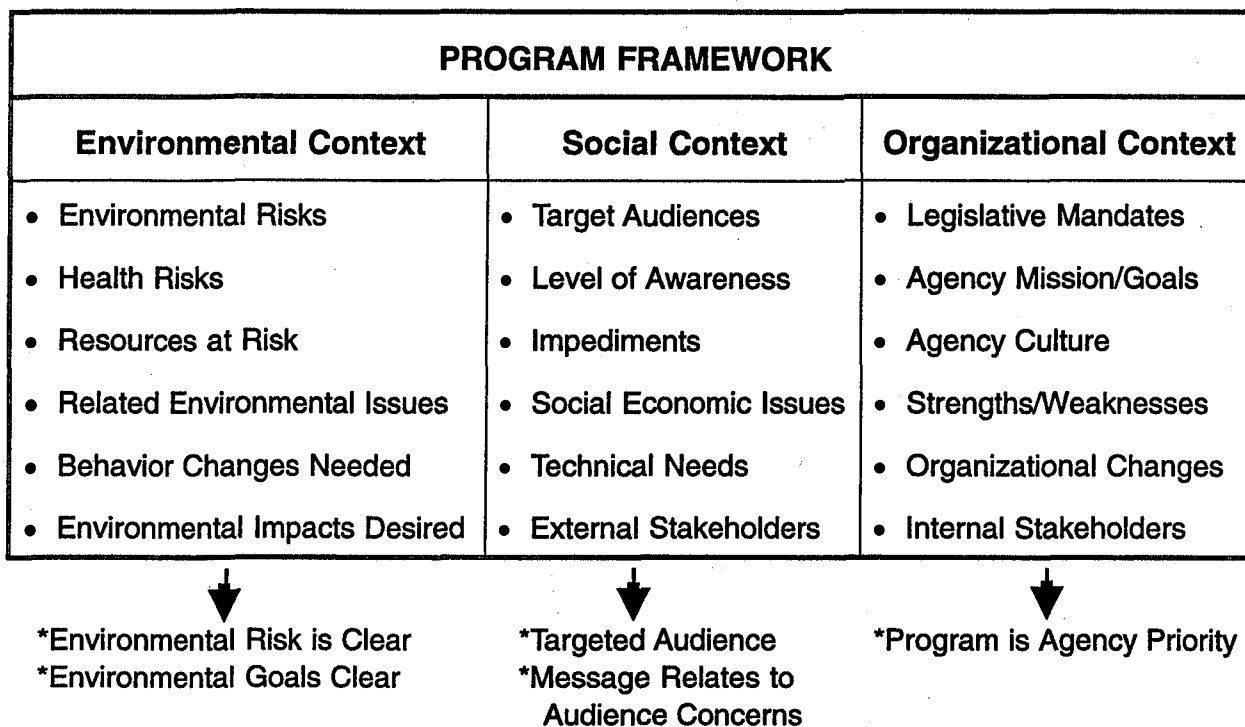 PROGRAM FRAMEWORK
Environmental Context
• Environmental Risks
• Health Risks
• Resources at Risk
• Related Environmental Issues
• Behavior Changes Needed
• Environmental Impacts Desired
*Environmental Risk is Clear
*Environmental Goals Clear
Social Context
• Target Audiences
• Level of Awareness
• Impediments
• Social Economic Issues
• Technical Needs
• External Stakeholders
*Targeted Audience
*Message Relates to
Audience Concerns
Organizational Context
• Legislative Mandates
• Agency Mission/Goals
• Agency Culture
• Strengths/Weaknesses
• Organizational Changes
• Internal Stakeholders
*Program is Agency Priority